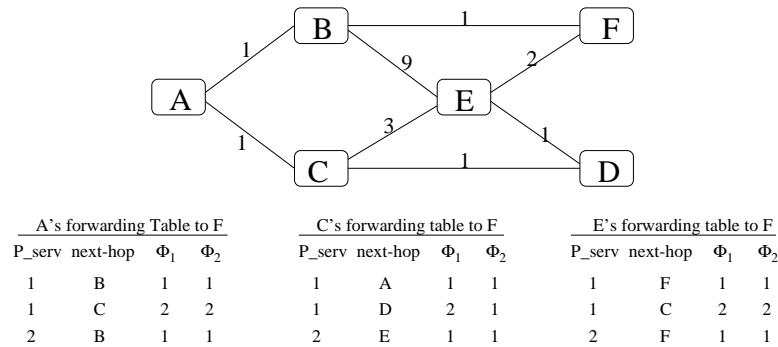 1
B
F
1
2
9
A
E
3
1
1
1
C
D
A's forwarding Table to F
P_serv next-hop Φ1 Φ2
1 B 1 1
1 C 2 2
2 B 1 1
C's forwarding table to F
P_serv next-hop Φ1 Φ2
1 A 1 1
1 D 2 1
2 E 1 1
E's forwarding table to F
P_serv next-hop Φ1 Φ2
1 F 1 1
1 C 2 2
2 F 1 1